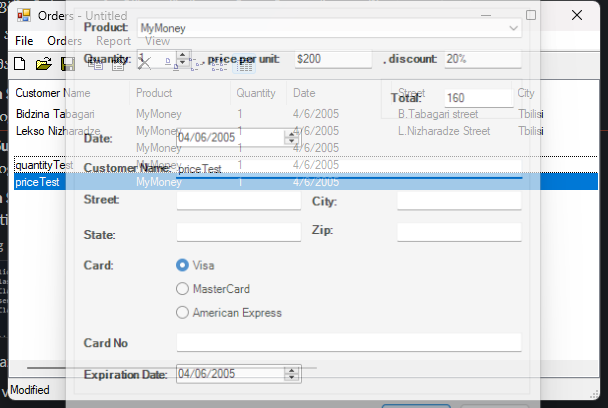 Orders - Untitled
File Orders Report View
Product: MyMoney
Quantity: 1 , price per unit: $200 , discount: 20%
Total: 160
Customer Name Product Quantity Date Street City
Bidzina Tabagari MyMoney 1 4/6/2005 B.Tabagari street Tbilisi
Lekso Nizharadze MyMoney 1 4/6/2005 L.Nizharadze Street Tbilisi
MyMoney 1 4/6/2005
quantityTest MyMoney 1 4/6/2005
priceTest MyMoney 1 4/6/2005
Date: 04/06/2005
Customer Name: priceTest
Street: City:
State: Zip:
Card: Visa
MasterCard
American Express
Card No
Expiration Date: 04/06/2005
Modified